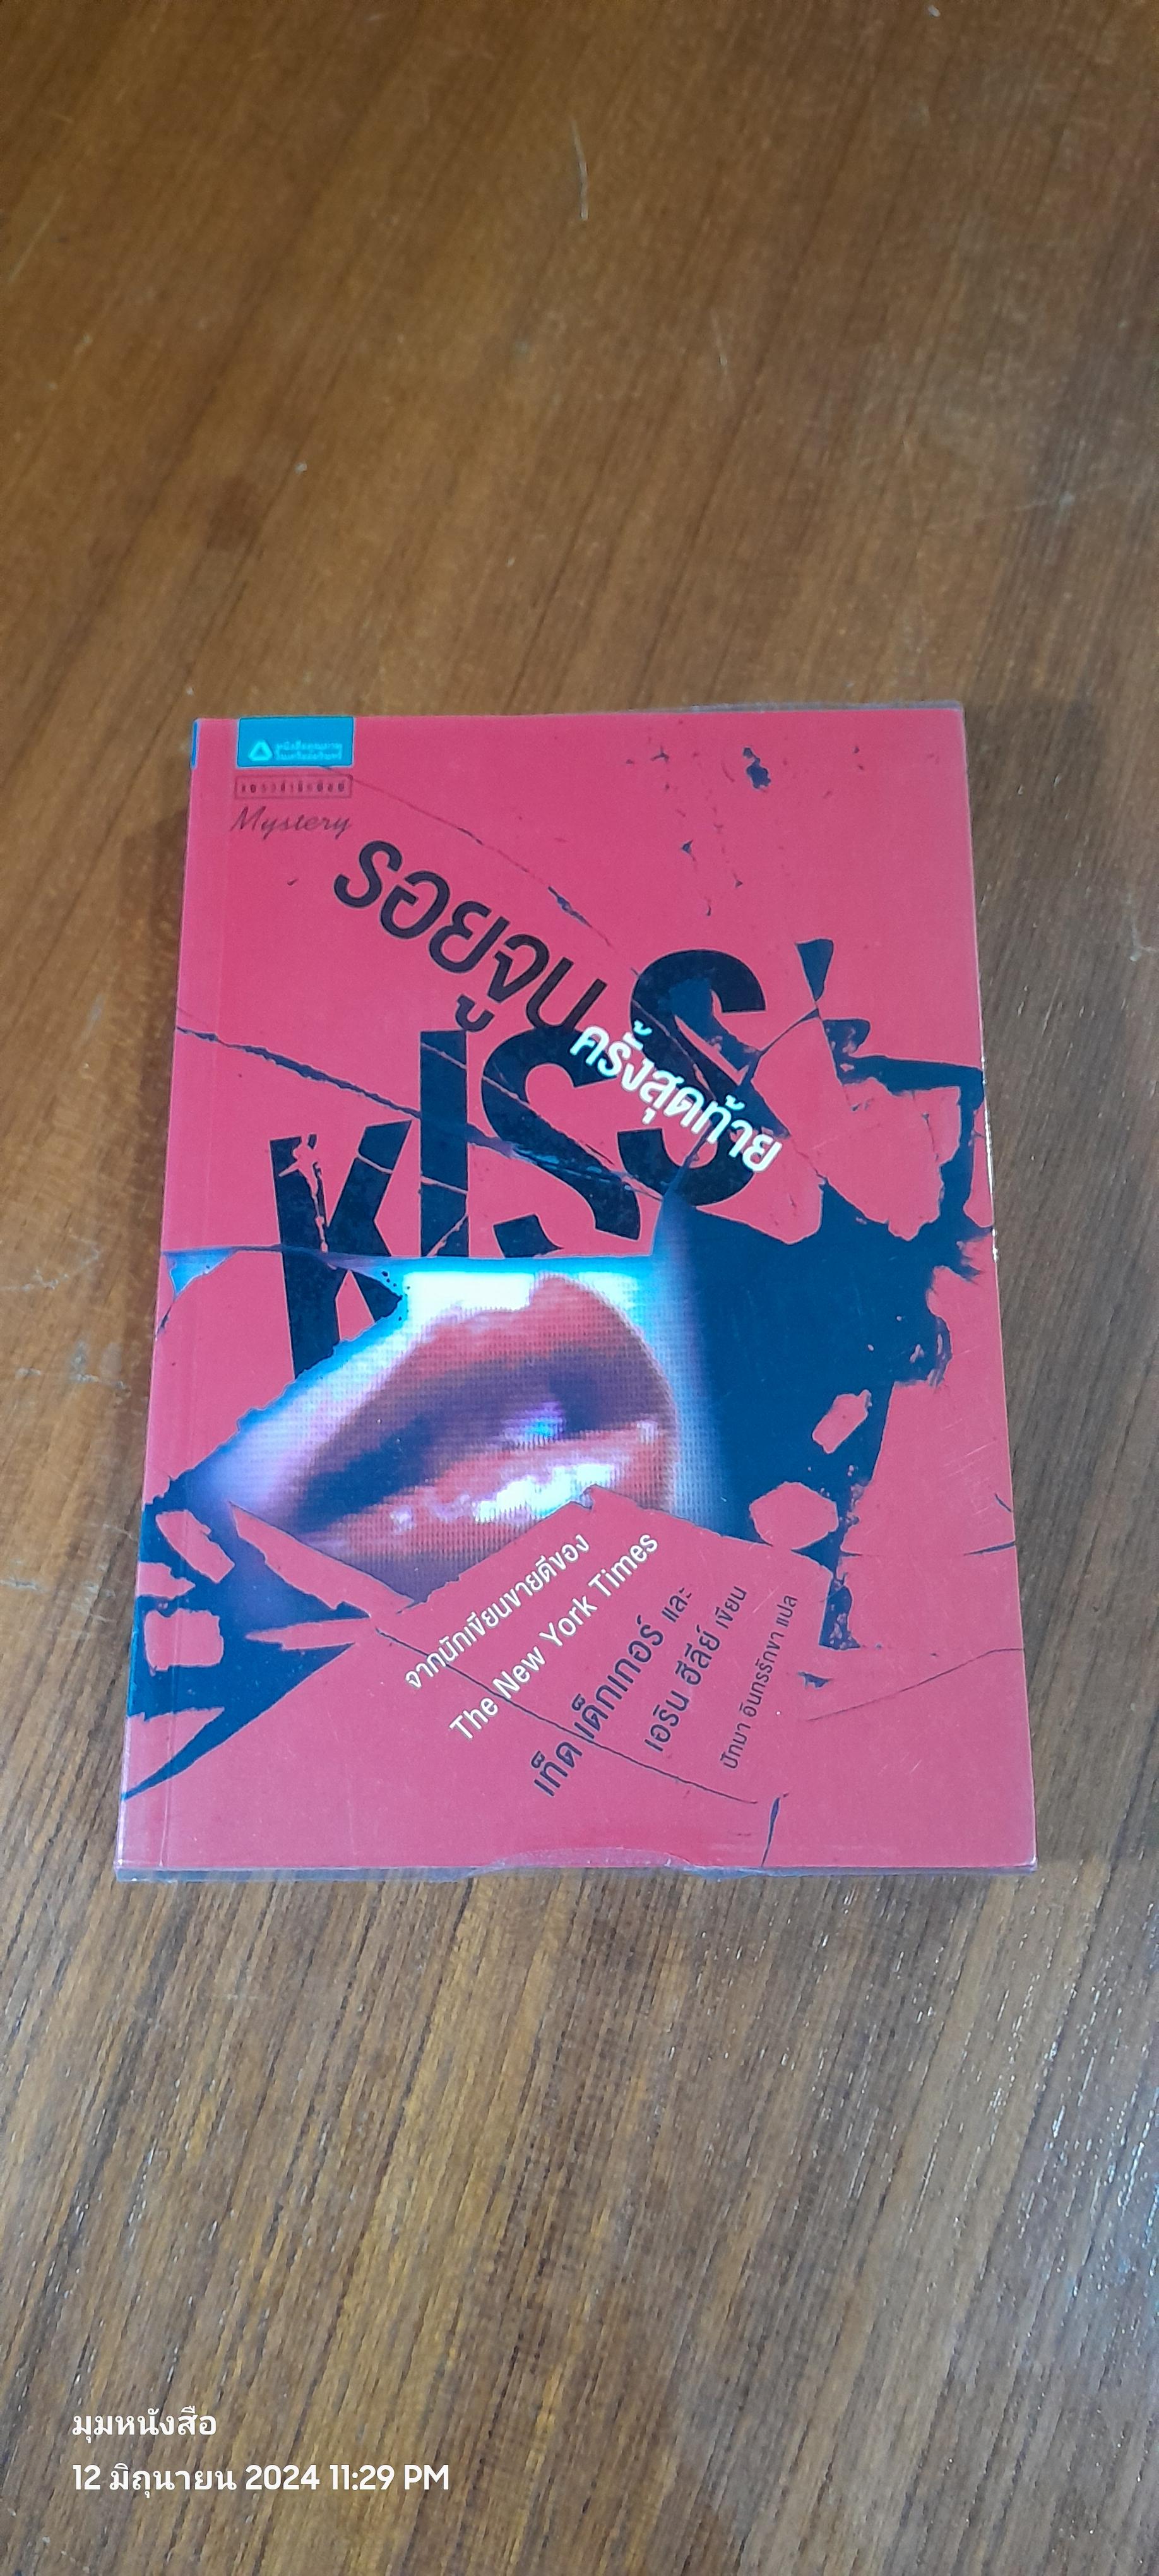 Mystery
รอยจูบ
ครั้งสุดท้าย
KISS
จากนักเขียนขายดีของ
The New York Times
เท็ด เด็กเกอร์ และ
เอริน ฮีลีย์ เขียน
ปัทมา อินทรรักขา แปล
มุมหนังสือ
12 มิถุนายน 2024 11:29 PM